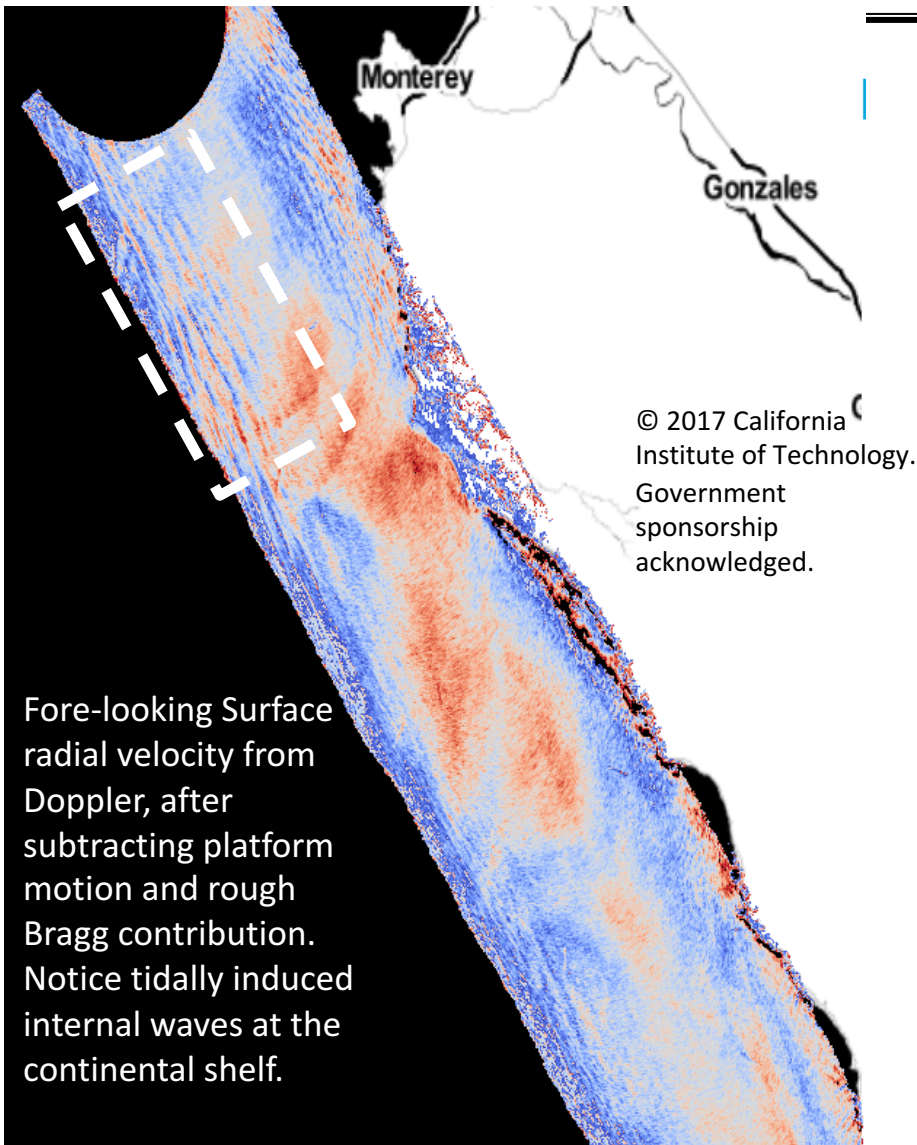 Monterey
Gonzales
© 2017 California
Institute of Technology.
Government
sponsorship
acknowledged.
Fore-looking Surface
radial velocity from
Doppler, after
subtracting platform
motion and rough
Bragg contribution.
Notice tidally induced
internal waves at the
continental shelf.